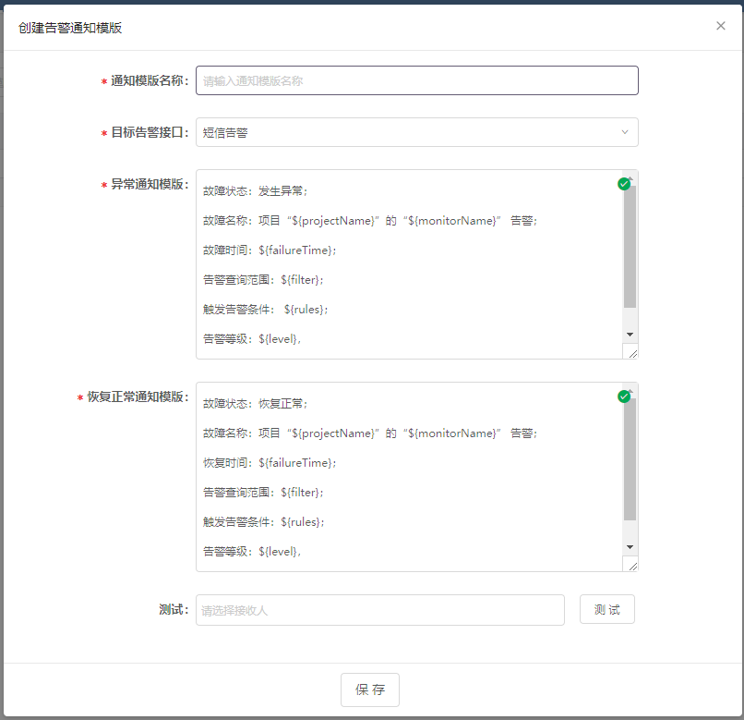 创建告警通知模版
* 通知模版名称：
请输入通知模版名称
* 目标告警接口：
短信告警
* 异常通知模版：
故障状态：发生异常;
故障名称：项目“${projectName}”的“${monitorName}” 告警;
故障时间：${failureTime};
告警查询范围：${filter};
触发告警条件： ${rules};
告警等级：${level},
* 恢复正常通知模版：
故障状态：恢复正常;
故障名称：项目“${projectName}”的“${monitorName}” 告警;
恢复时间：${failureTime};
告警查询范围：${filter};
触发告警条件：${rules};
告警等级：${level},
测试：
请选择接收人
测 试
保 存